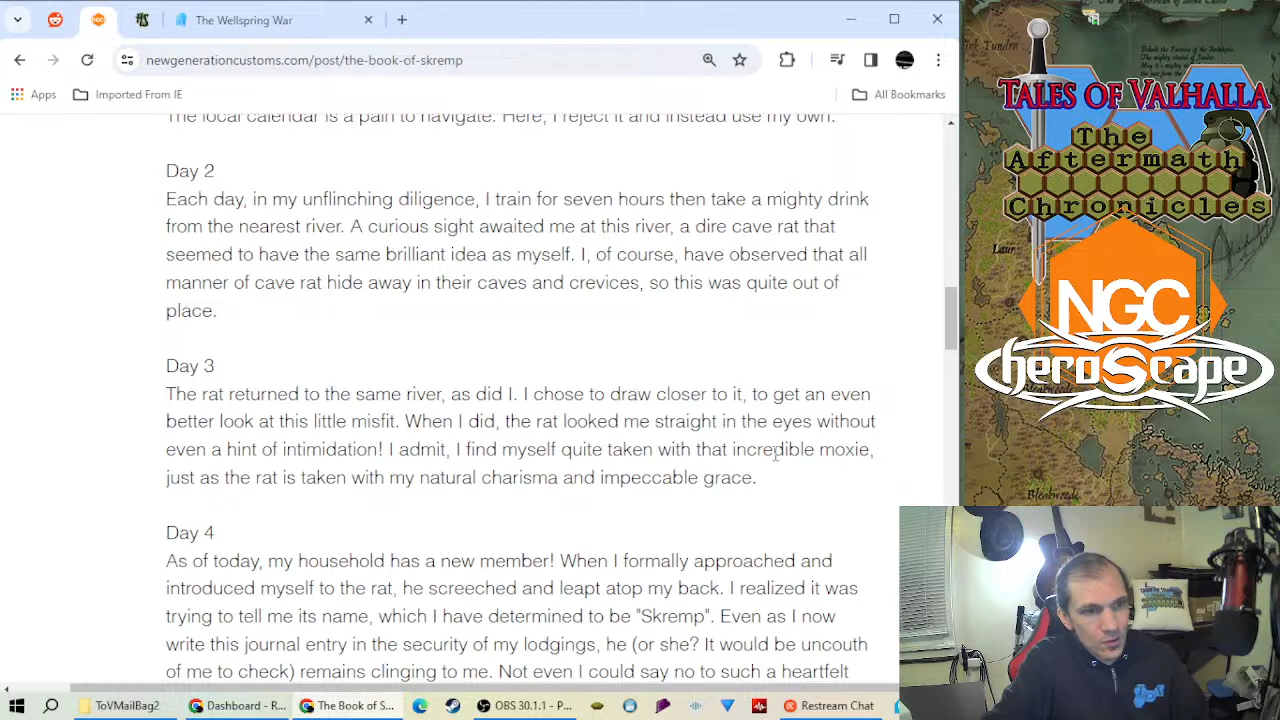 The Wellspring War
newgenerationcustoms.com/post/the-book-of-skremp
Apps
Imported From IE
All Bookmarks
The local calendar is a pain to navigate. Here, I reject it and instead use my own.
Day 2
Each day, in my unflinching diligence, I train for seven hours then take a mighty drink
from the nearest river. A curious sight awaited me at this river, a dire cave rat that
seemed to have the same brilliant idea as myself. I, of course, have observed that all
manner of cave rat hide away in their caves and crevices, so this was quite out of
place.
Day 3
The rat returned to the same river, as did I. I chose to draw closer to it, to get an even
better look at this little misfit. When I did, the rat looked me straight in the eyes without
even a hint of intimidation! I admit, I find myself quite taken with that incredible moxie,
just as the rat is taken with my natural charisma and impeccable grace.
Day 4
As of today, my household has a new member! When I formally approached and
introduced myself to the rat, he screeched and leapt atop my back. I realized it was
trying to tell me its name, which I have determined to be "Skremp". Even as I now
write this journal entry in the security of my lodgings, he (or she? It would be uncouth
of me to check) remains clinging to me. Not even I could say no to such a heartfelt
ToVMailBag2
Dashboard - R...
The Book of S...
OBS 30.1.1 - P...
Restream Chat
TALES OF VALHALLA
The
Aftermath
Chronicles
Laur
NGC
heroScape
Bleakwoode